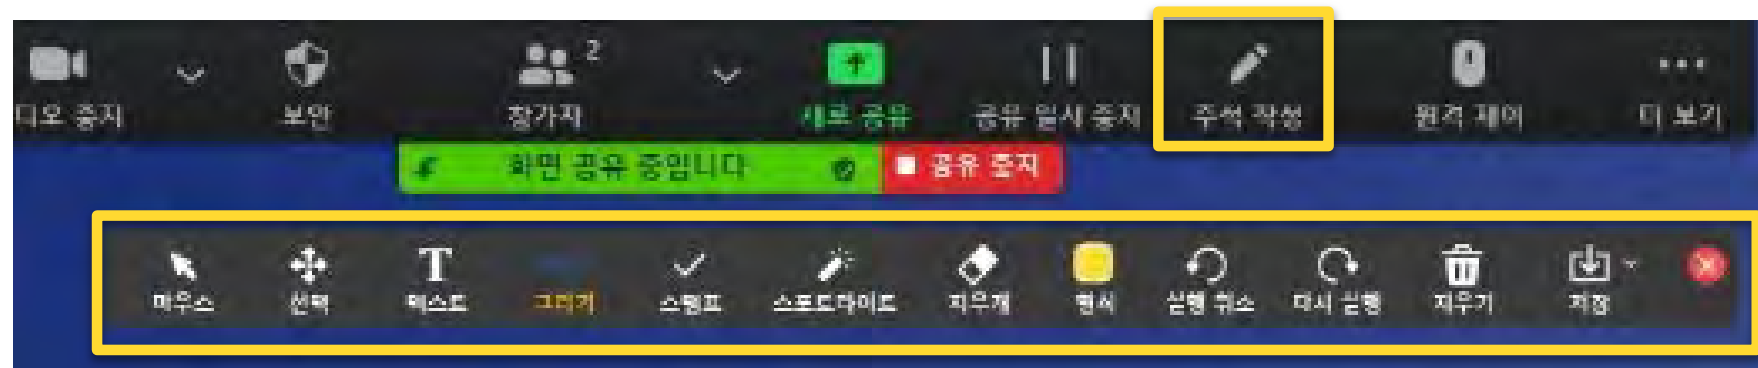 2
디오 중지 보안 참가자 새로 공유 공유 일시 중지 주석 작성 원격 제어 더 보기
화면 공유 중입니다 공유 중지
T
마우스 선택 텍스트 그리기 스탬프 스포트라이트 지우개 형식 실행 취소 다시 실행 지우기 저장